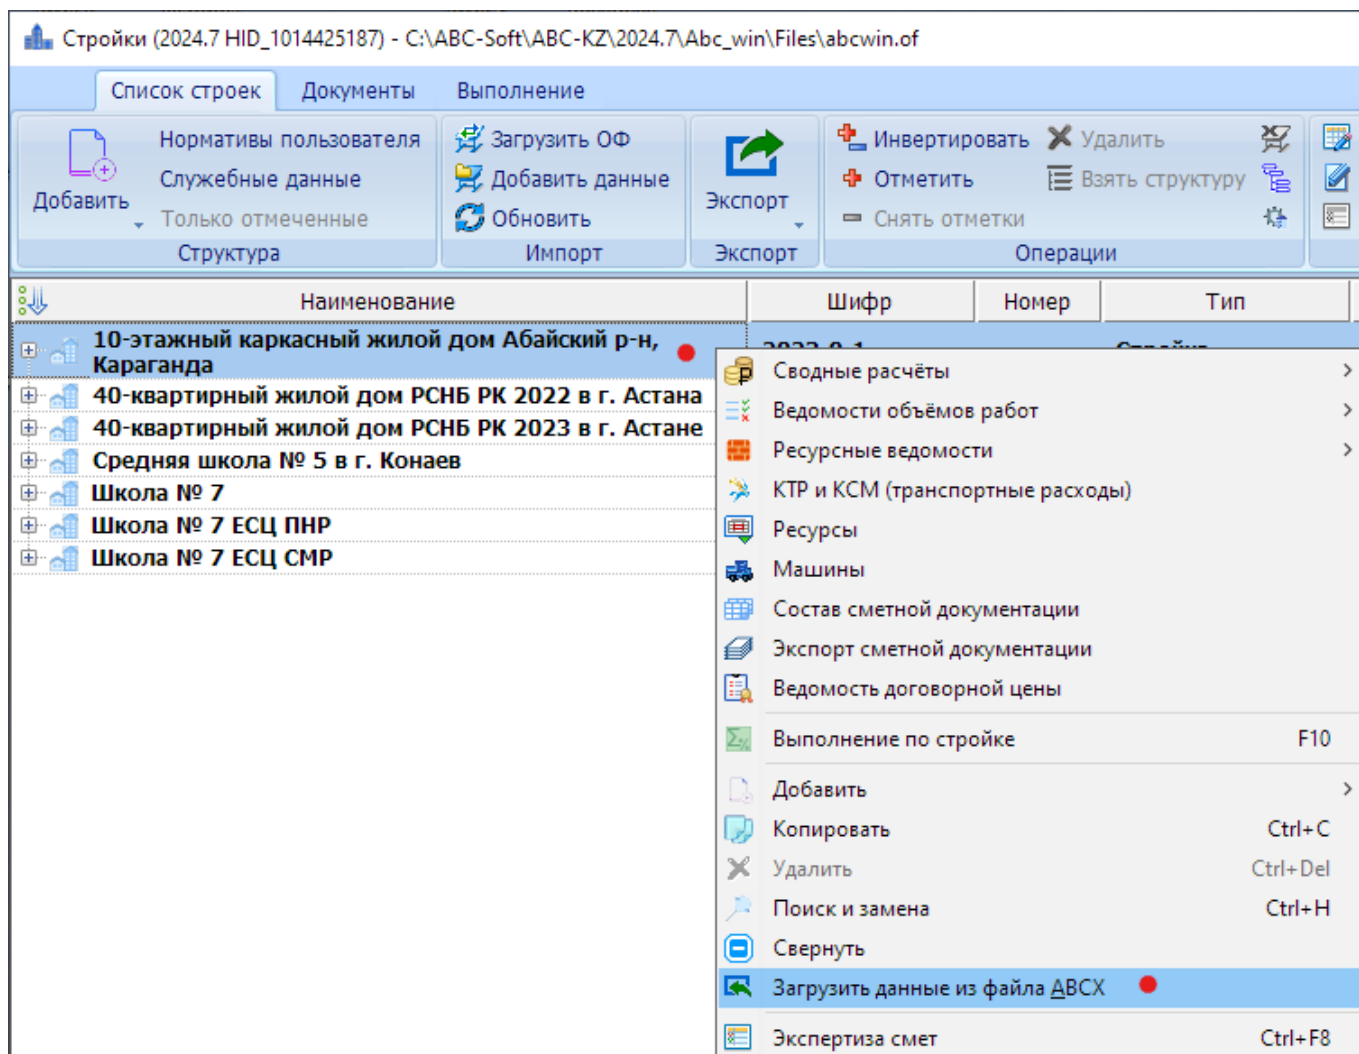 Стройки (2024.7 HID_1014425187) - C:\ABC-Soft\ABC-KZ\2024.7\Abc_win\Files\abcwin.of
Список строек Документы Выполнение
Добавить
Нормативы пользователя
Служебные данные
Только отмеченные
Структура
Загрузить ОФ
Добавить данные
Обновить
Импорт
Экспорт
Экспорт
Инвертировать
Отметить
Снять отметки
Удалить
Взять структуру
Операции
Наименование Шифр Номер Тип
10-этажный каркасный жилой дом Абайский р-н,
Караганда
40-квартирный жилой дом РСНБ РК 2022 в г. Астана
40-квартирный жилой дом РСНБ РК 2023 в г. Астане
Средняя школа № 5 в г. Конаев
Школа № 7
Школа № 7 ЕСЦ ПНР
Школа № 7 ЕСЦ СМР
Сводные расчёты
Ведомости объёмов работ
Ресурсные ведомости
КТР и КСМ (транспортные расходы)
Ресурсы
Машины
Состав сметной документации
Экспорт сметной документации
Ведомость договорной цены
Выполнение по стройке F10
Добавить
Копировать Ctrl+C
Удалить Ctrl+Del
Поиск и замена Ctrl+H
Свернуть
Загрузить данные из файла ABCX
Экспертиза смет Ctrl+F8